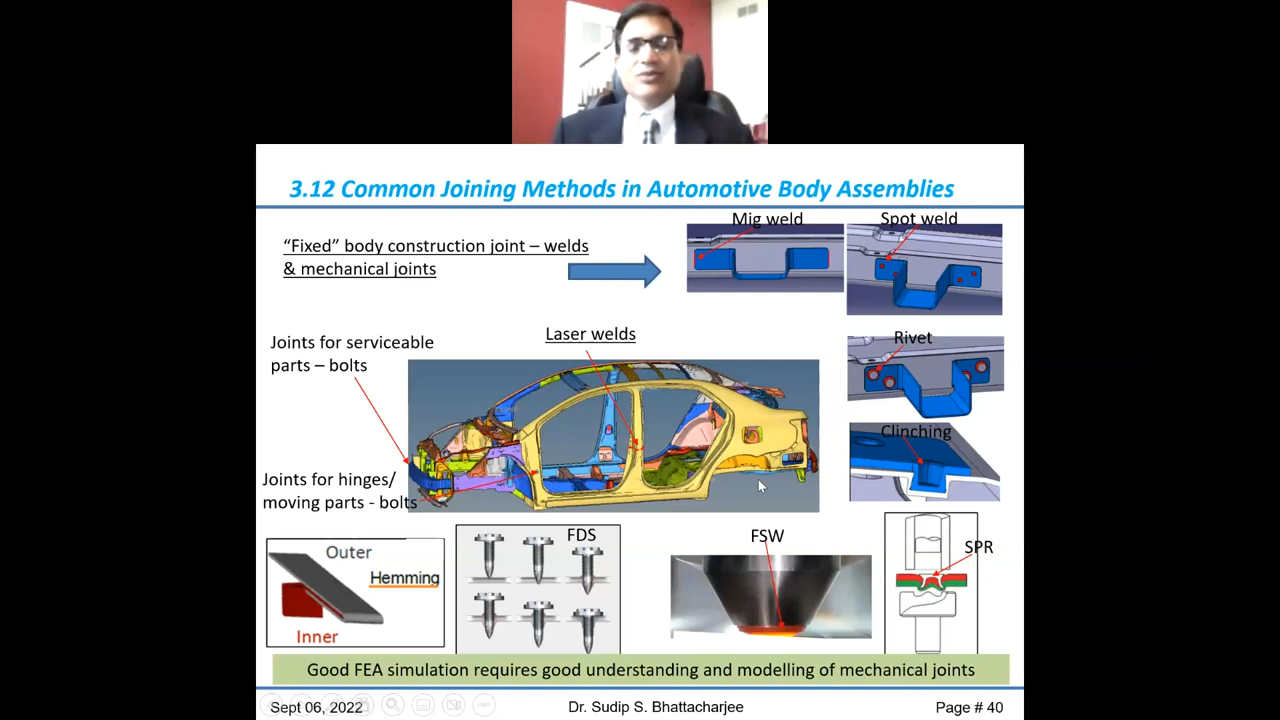 3.12 Common Joining Methods in Automotive Body Assemblies
Mig weld
Spot weld
“Fixed” body construction joint – welds
& mechanical joints
Joints for serviceable
parts – bolts
Laser welds
Rivet
Clinching
Joints for hinges/
moving parts - bolts
Outer
Hemming
Inner
FDS
FSW
SPR
Good FEA simulation requires good understanding and modelling of mechanical joints
Sept 06, 2022
Dr. Sudip S. Bhattacharjee
Page # 40